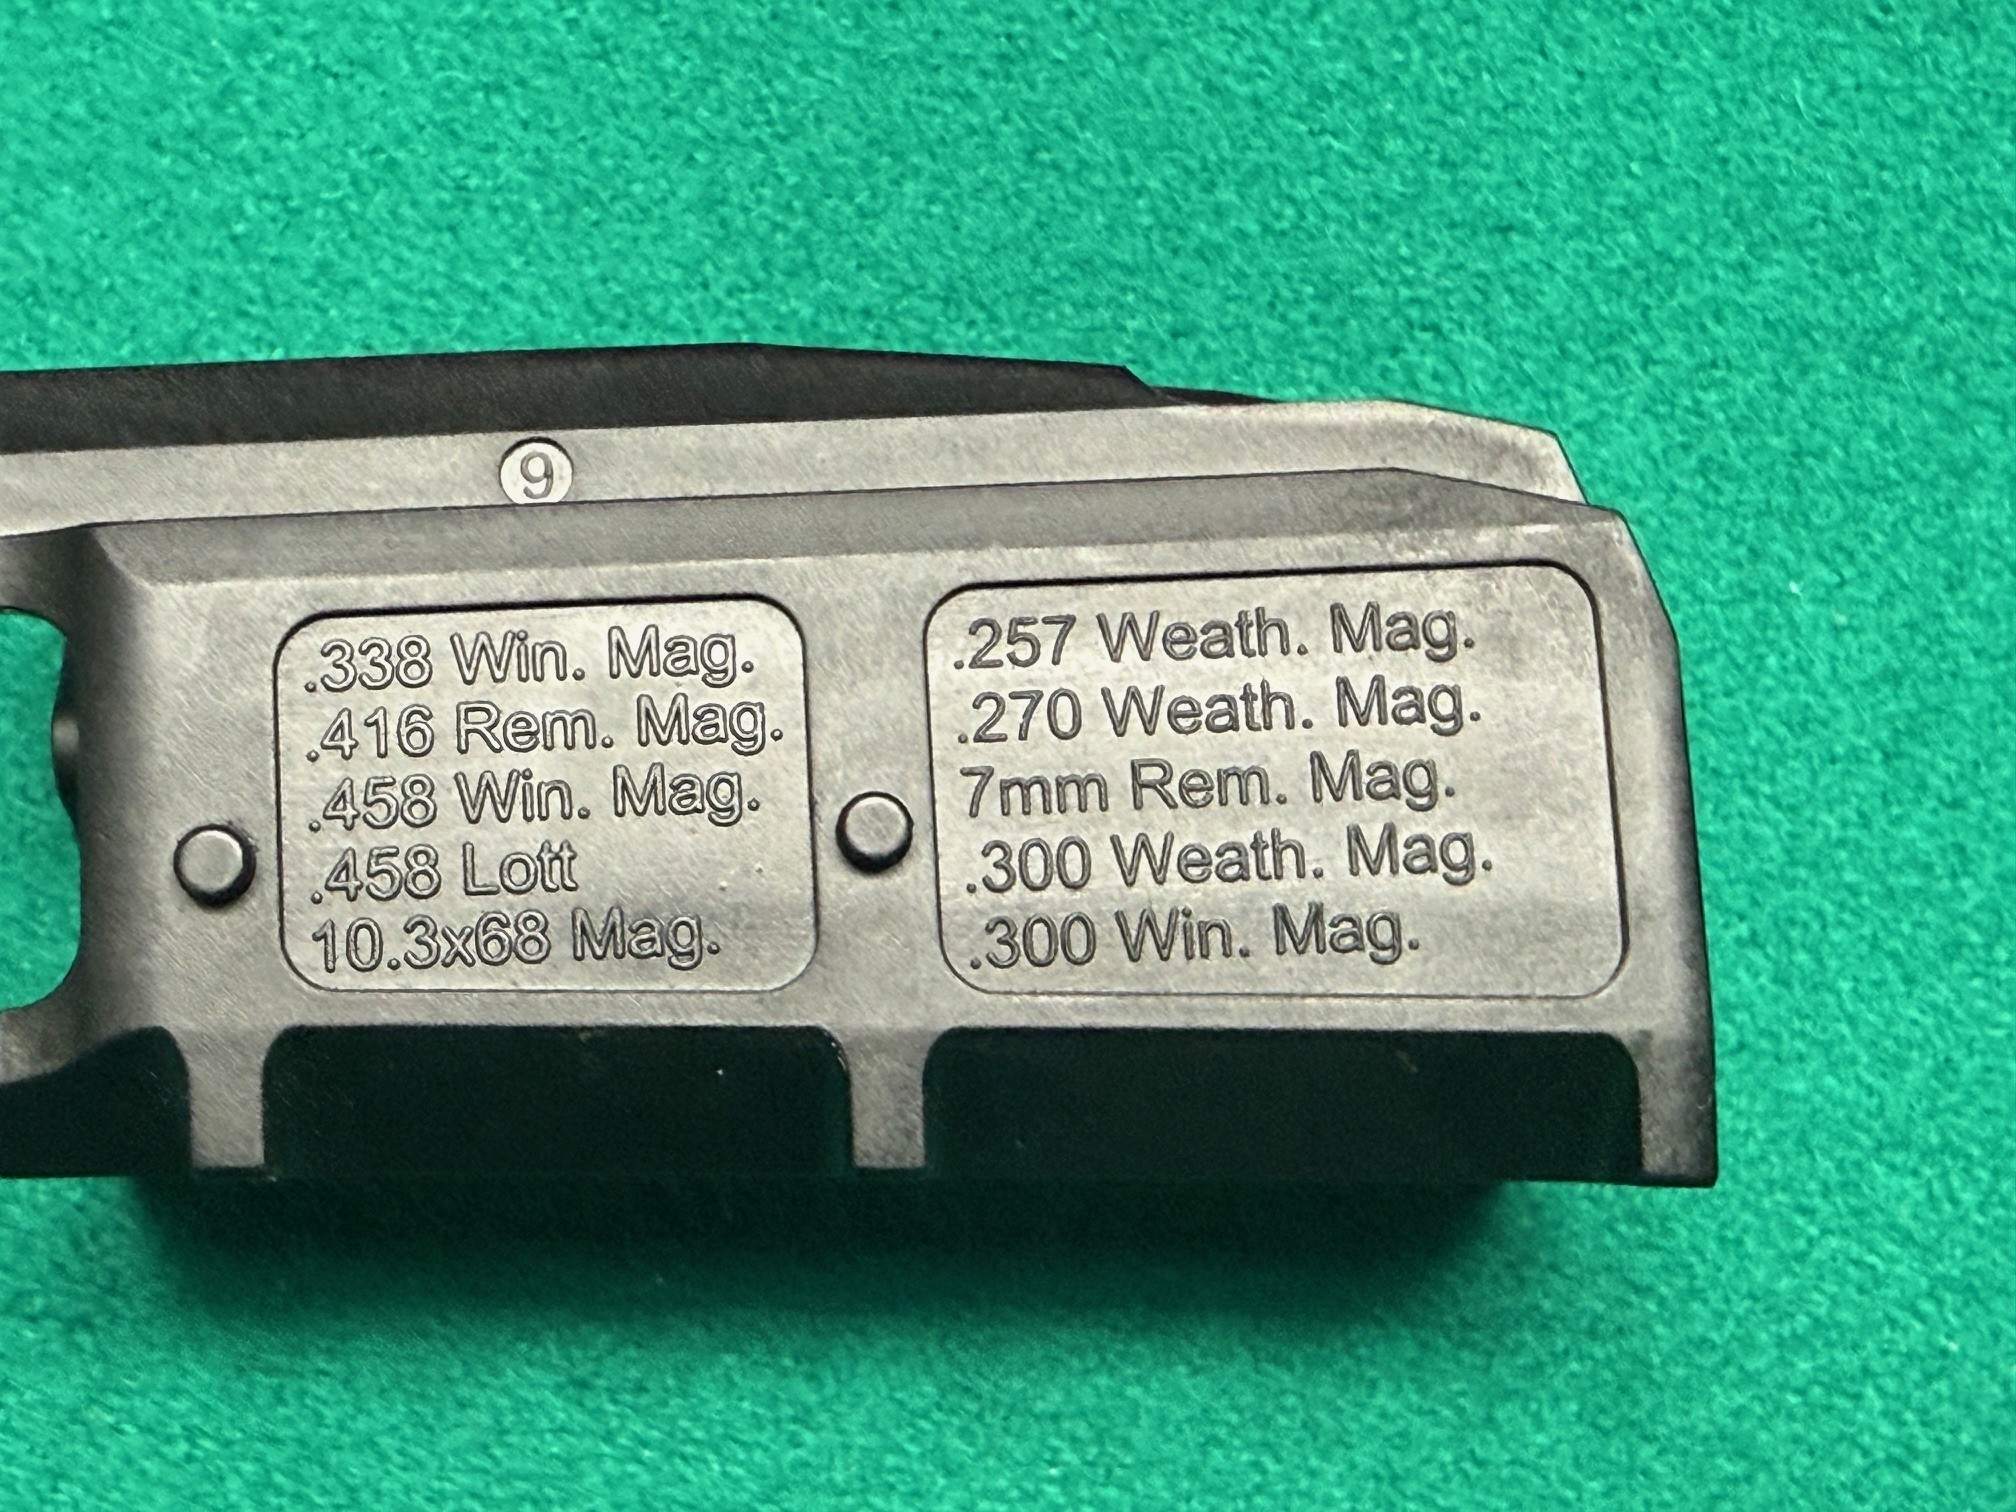 9
.338 Win. Mag.
.416 Rem. Mag.
.458 Win. Mag.
.458 Lott
10.3x68 Mag.
.257 Weath. Mag.
.270 Weath. Mag.
7mm Rem. Mag.
.300 Weath. Mag.
.300 Win. Mag.